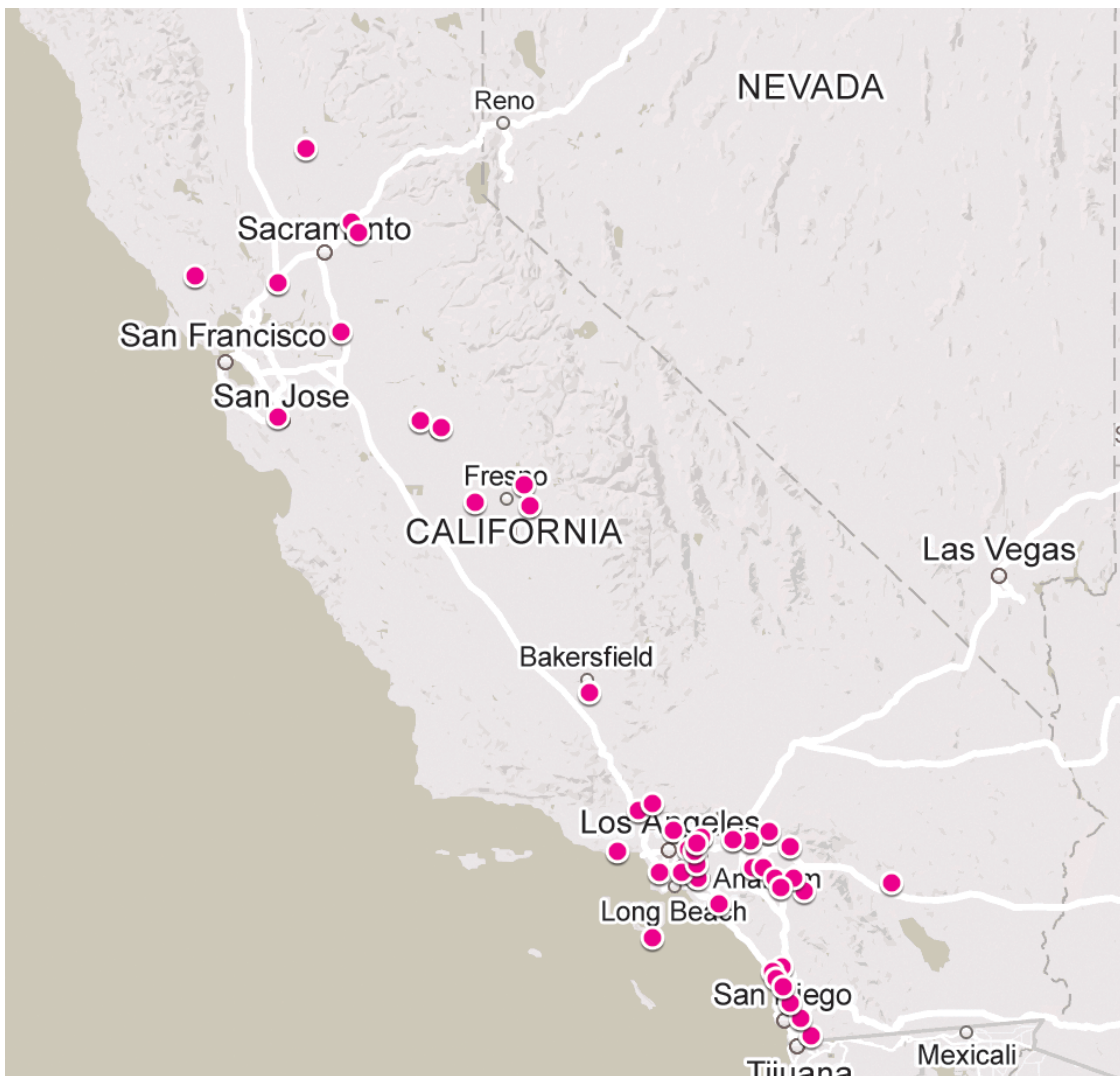 NEVADA
Reno
Sacramento
San Francisco
San Jose
Fresno
CALIFORNIA
Las Vegas
Bakersfield
Los Angeles
Anaheim
Long Beach
San Diego
Mexicali
Tijuana